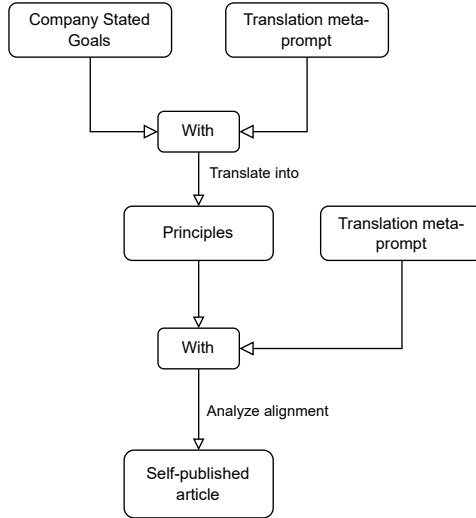 Company Stated
Goals
Translation meta-
prompt
With
Translate into
Principles
Translation meta-
prompt
With
Analyze alignment
Self-published
article